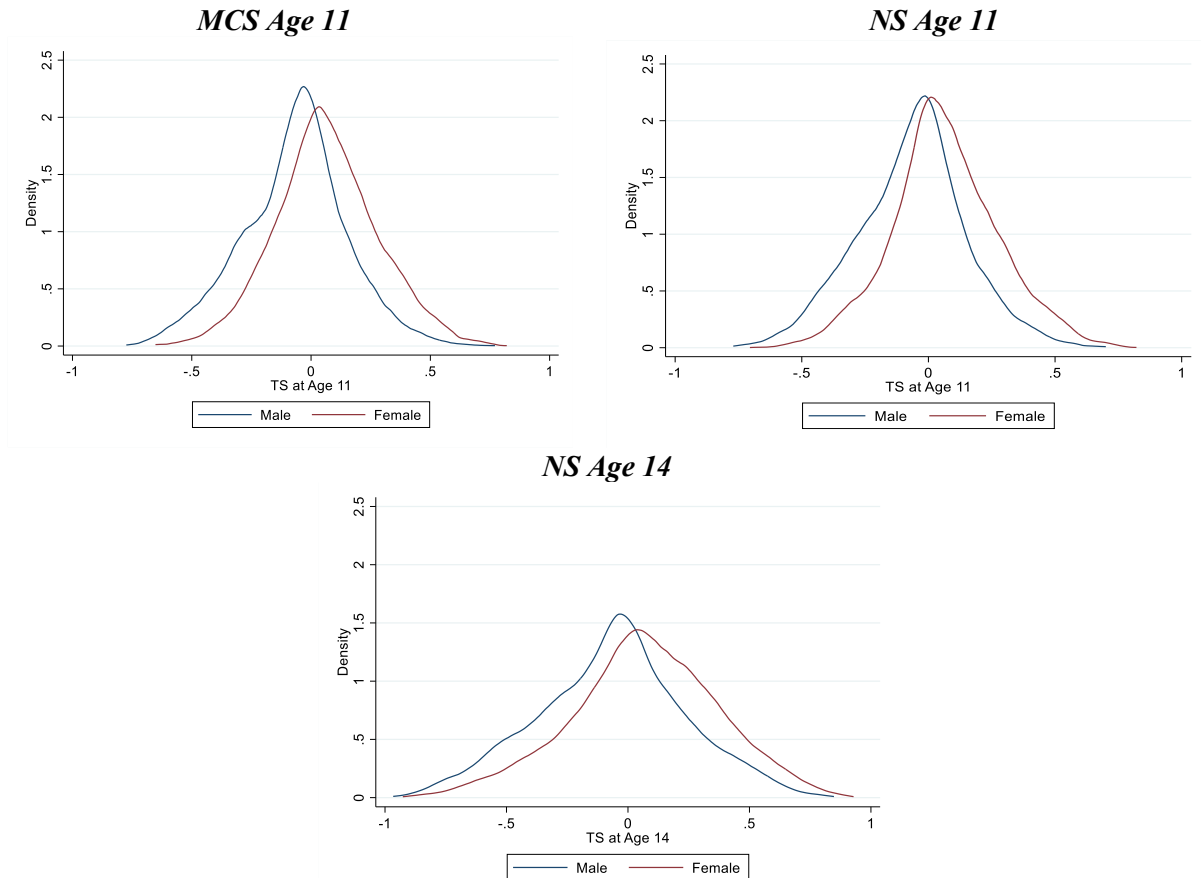 MCS Age 11
2.5
2
1.5
1
.5
0
Density
-1
-.5
0
.5
1
TS at Age 11
Male
Female
NS Age 11
2.5
2
1.5
1
.5
0
Density
-1
-.5
0
.5
1
TS at Age 11
Male
Female
NS Age 14
2.5
2
1.5
1
.5
0
Density
-1
-.5
0
.5
1
TS at Age 14
Male
Female